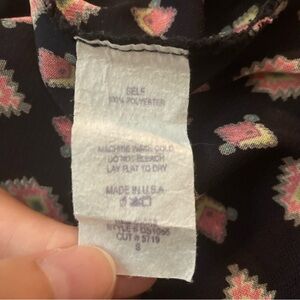 SELF
100% POLYESTER
MACHINE WASH COLD
DO NOT BLEACH
LAY FLAT TO DRY
MADE IN U.S.A
CUT # 5719
S